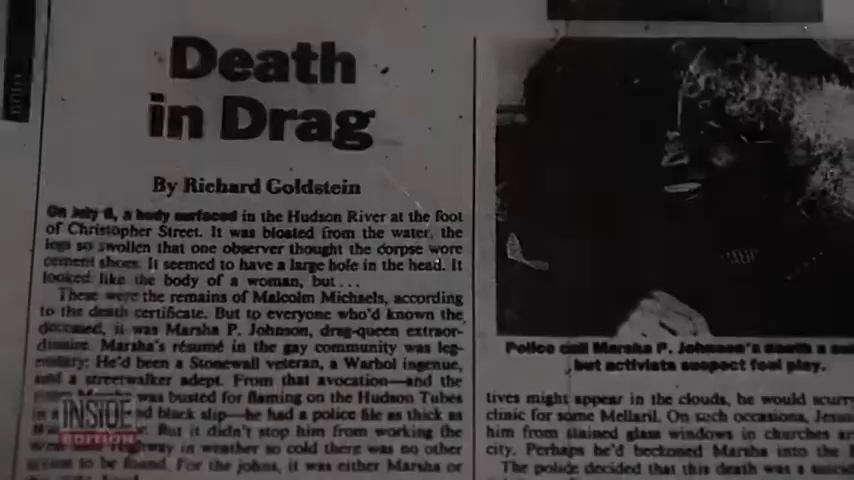 Death
in Drag
By Richard Goldstein
On July 6, a body surfaced in the Hudson River at the foot
of Christopher Street. It was bloated from the water, the
legs so swollen that one observer thought the corpse wore
cement shoes. It seemed to have a large hole in the head. It
looked like the body of a woman, but...
These were the remains of Malcolm Michaels, according
to the death certificate. But to everyone who'd known the
deceased, it was Marsha P. Johnson, drag-queen extraor-
dinaire. Marsha's résumé in the gay community was leg-
endary: He'd been a Stonewall veteran, a Warhol ingenue,
and a streetwalker adept. From that avocation—and the
was busted for flaming on the Hudson Tubes
in a nd black slip—he had a police file as thick as
But it didn't stop him from working the
way in weather so cold there was no other
to be found. For the johns, it was either Marsha or
Police call Marsha P. Johnson's death a su
but activists suspect foul play.
tives might appear in the clouds, he would scurry
clinic for some Mellaril. On such occasions, Jesus
him from stained glass windows in churches ar
city. Perhaps he'd beckoned Marsha into the
The police decided that this death was a suicid
INSIDE
EDITION